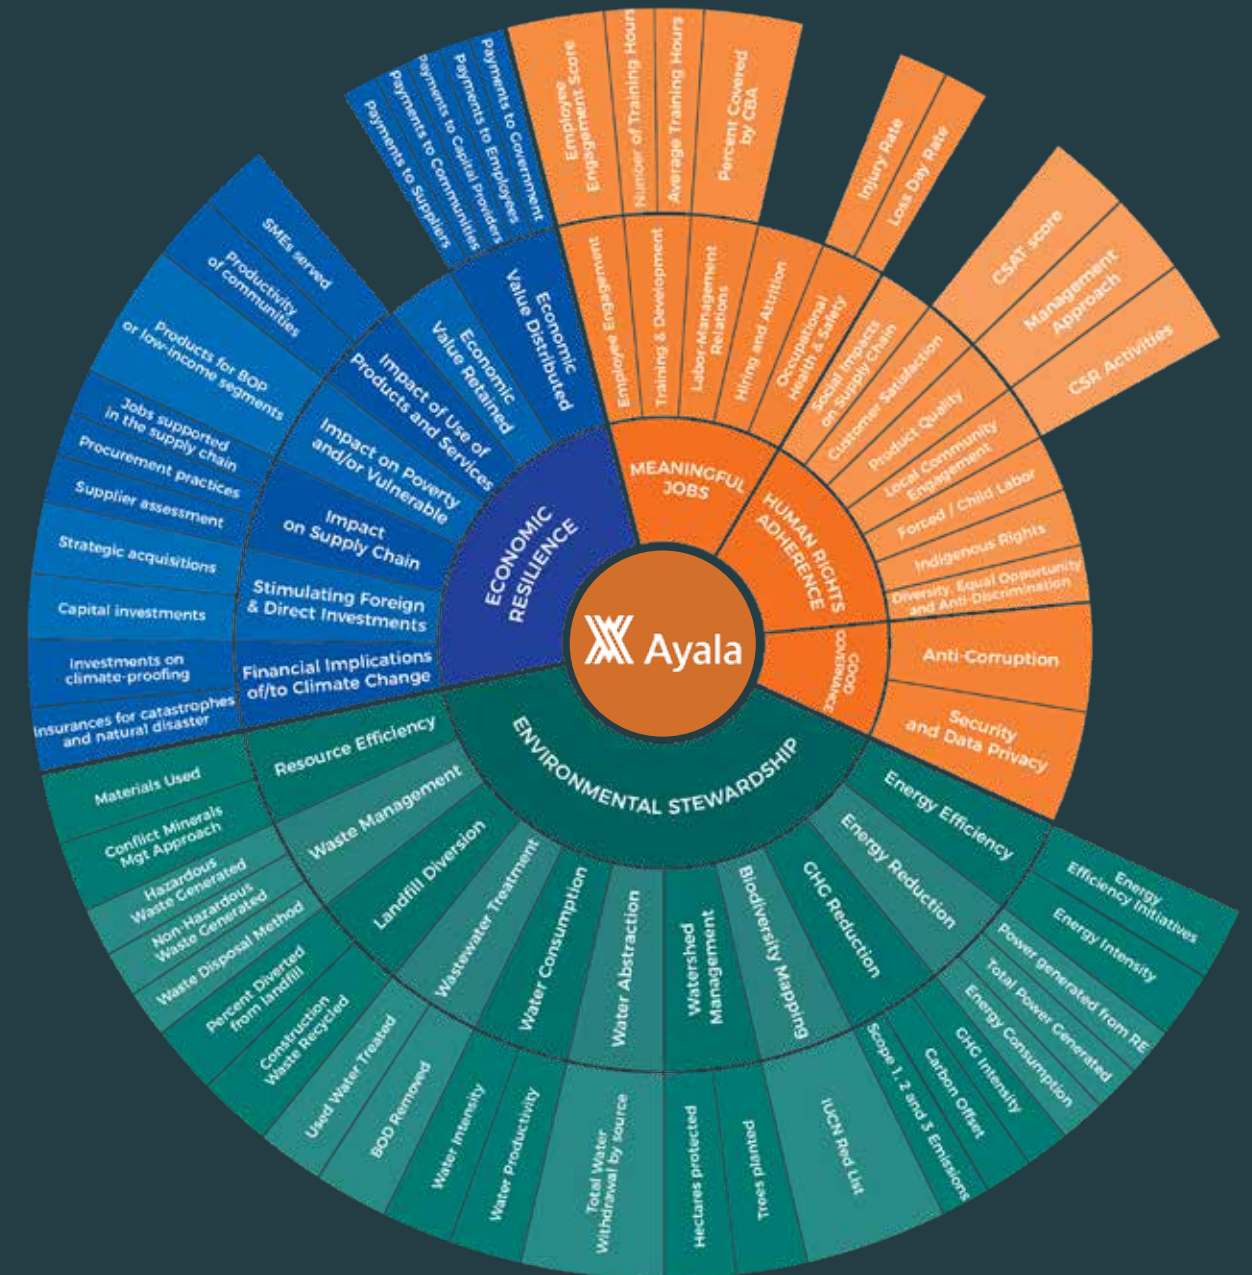 Ayala
ECONOMIC
RESILIENCE
MEANINGFUL
JOBS
HUMAN RIGHTS
ADHERENCE
GOOD
GOVERNANCE
ENVIRONMENTAL STEWARDSHIP
Financial Implications
of/to Climate Change
Stimulating Foreign
& Direct Investments
Impact
on Supply Chain
Impact on Poverty
and/or Vulnerable
Impact of Use of
Products and Services
Economic
Value Retained
Economic
Value Distributed
Insurances for catastrophes
and natural disaster
Investments on
climate-proofing
Capital investments
Strategic acquisitions
Supplier assessment
Procurement practices
Jobs supported
in the supply chain
Products for BOP
or low-income segments
Productivity
of communities
SMEs served
Payments to Suppliers
Payments to Communities
Payments to Capital Providers
Payments to Employees
Payments to Government
Employee Engagement
Training & Development
Labor-Management
Relations
Hiring and Attrition
Occupational
Health & Safety
Employee
Engagement Score
Number of Training Hours
Average Training Hours
Percent Covered
by CBA
Injury Rate
Loss Day Rate
Social Impacts
on Supply Chain
Customer Satisfaction
Product Quality
Local Community
Engagement
Forced / Child Labor
Indigenous Rights
Diversity, Equal Opportunity
and Anti-Discrimination
CSAT score
Management
Approach
CSR Activities
Anti-Corruption
Security
and Data Privacy
Energy Efficiency
Energy Reduction
GHG Reduction
Biodiversity Mapping
Watershed
Management
Water Abstraction
Water Consumption
Wastewater Treatment
Landfill Diversion
Waste Management
Resource Efficiency
Energy
Efficiency Initiatives
Energy Intensity
Power generated from RE
Total Power Generated
Energy Consumption
GHG Intensity
Carbon Offset
Scope 1, 2 and 3 Emissions
IUCN Red List
Trees planted
Hectares protected
Total Water
Withdrawal by source
Water Productivity
Water Intensity
BOD Removed
Used Water Treated
Construction
Waste Recycled
Percent Diverted
from landfill
Waste Disposal Method
Non-Hazardous
Waste Generated
Hazardous
Waste Generated
Conflict Minerals
Mgt Approach
Materials Used